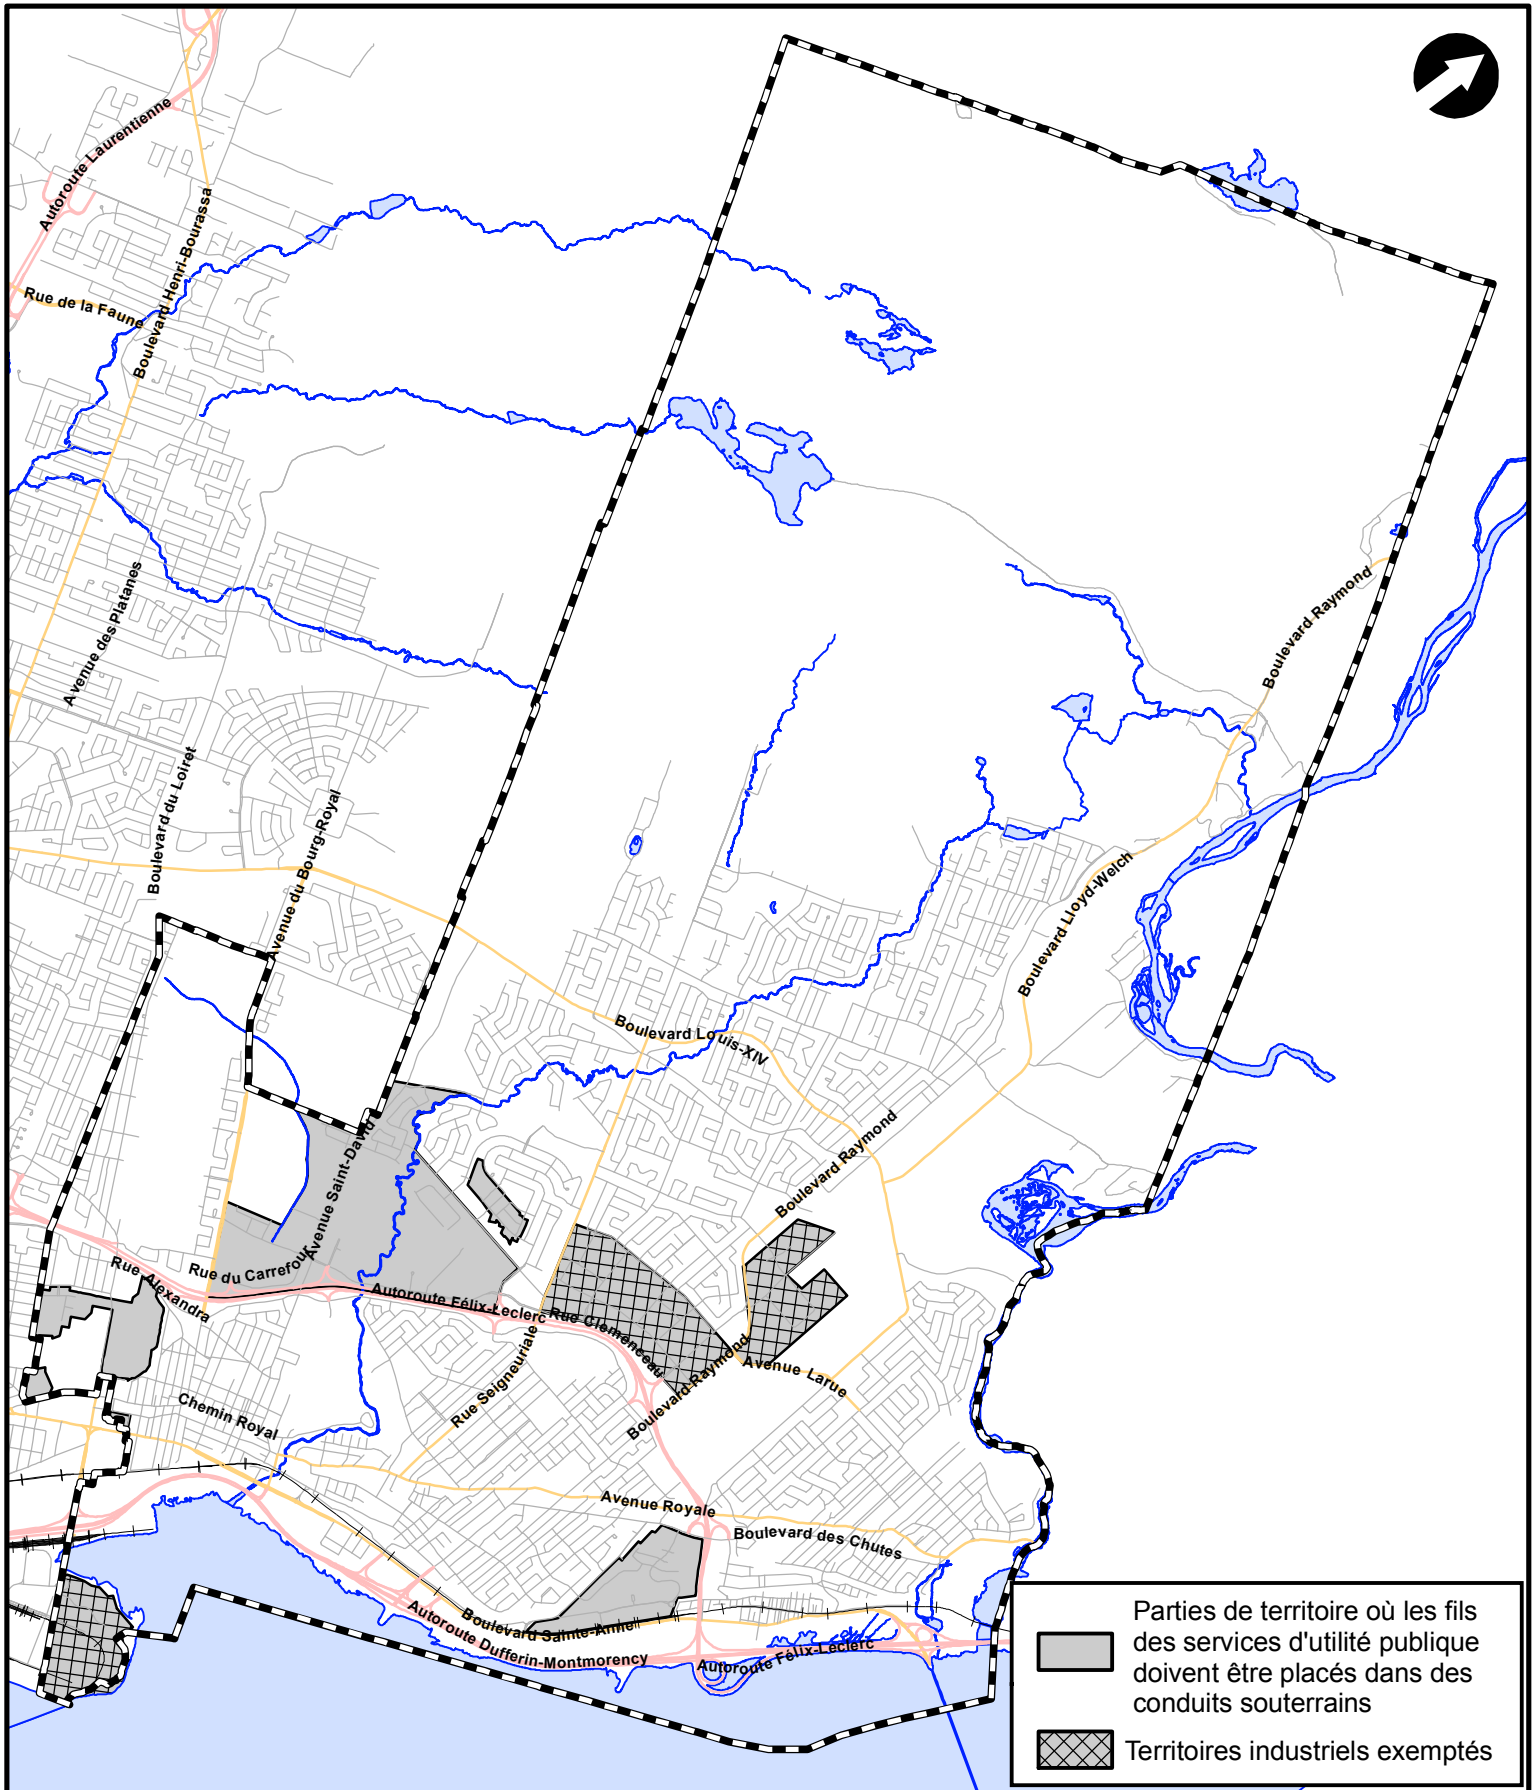 Autoroute Laurentienne
Boulevard Henri-Bourassa
Rue de la Faune
Avenue des Platanes
Boulevard Raymond
Boulevard du Loiret
Avenue du Bourg-Royal
Boulevard Lloyd-Welch
Boulevard Louis-XIV
Boulevard Raymond
Avenue Saint-David
Rue du Carrefour
Rue Alexandra
Autoroute Félix-Leclerc
Rue Clemenceau
Rue Seigneuriale
Boulevard Raymond
Avenue Larue
Chemin Royal
Avenue Royale
Boulevard des Chutes
Boulevard Sainte-Anne
Autoroute Dufferin-Montmorency
Autoroute Félix-Leclerc
Parties de territoire où les fils
des services d'utilité publique
doivent être placés dans des
conduits souterrains
Territoires industriels exemptés